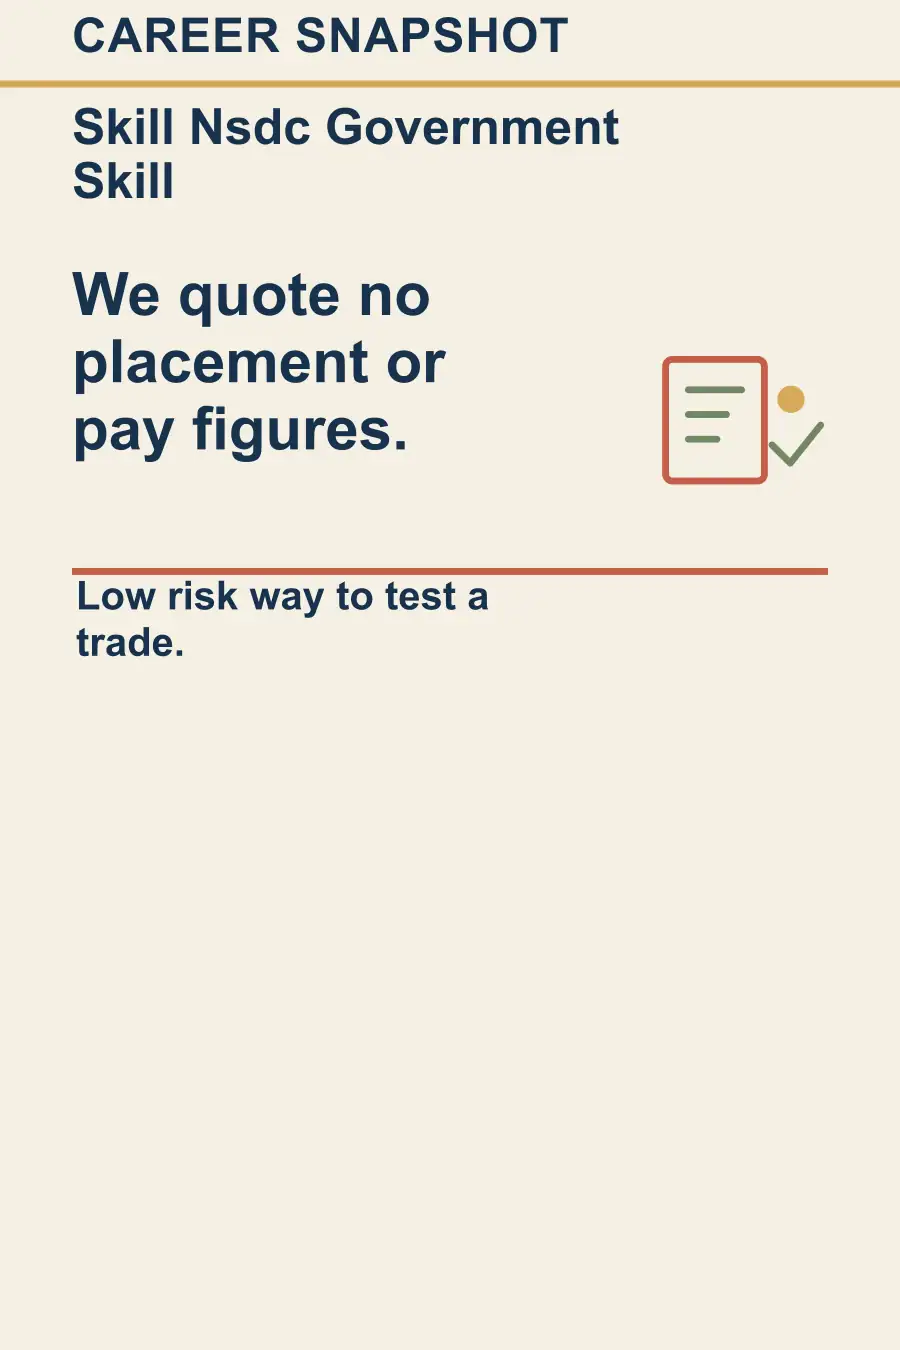 CAREER SNAPSHOT
Skill Nsdc Government
Skill
We quote no
placement or
pay figures.
Low risk way to test a
trade.